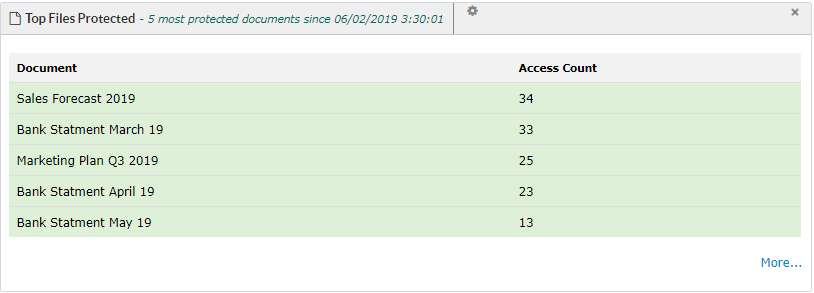 Top Files Protected - 5 most protected documents since 06/02/2019 3:30:01
Document Access Count
Sales Forecast 2019 34
Bank Statment March 19 33
Marketing Plan Q3 2019 25
Bank Statment April 19 23
Bank Statment May 19 13
More...